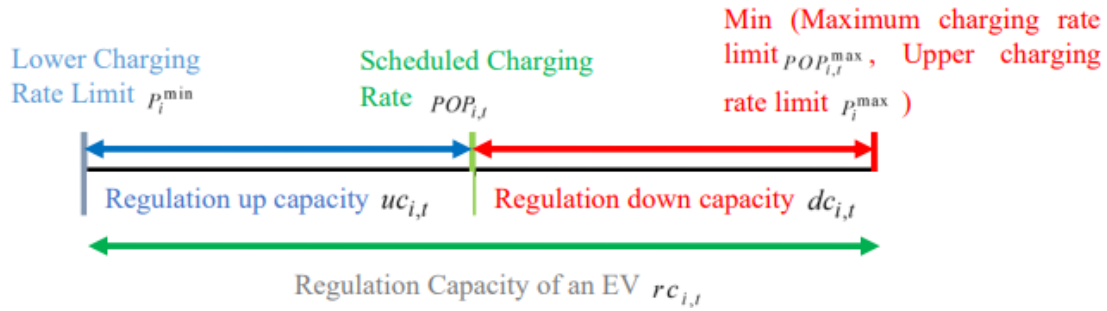 Min (Maximum charging rate
limit POP_{i,t}^{max}, Upper charging
rate limit P_i^{max} )
Lower Charging
Rate Limit P_i^{min}
Scheduled Charging
Rate POP_{i,t}
Regulation up capacity uc_{i,t}
Regulation down capacity dc_{i,t}
Regulation Capacity of an EV rc_{i,t}